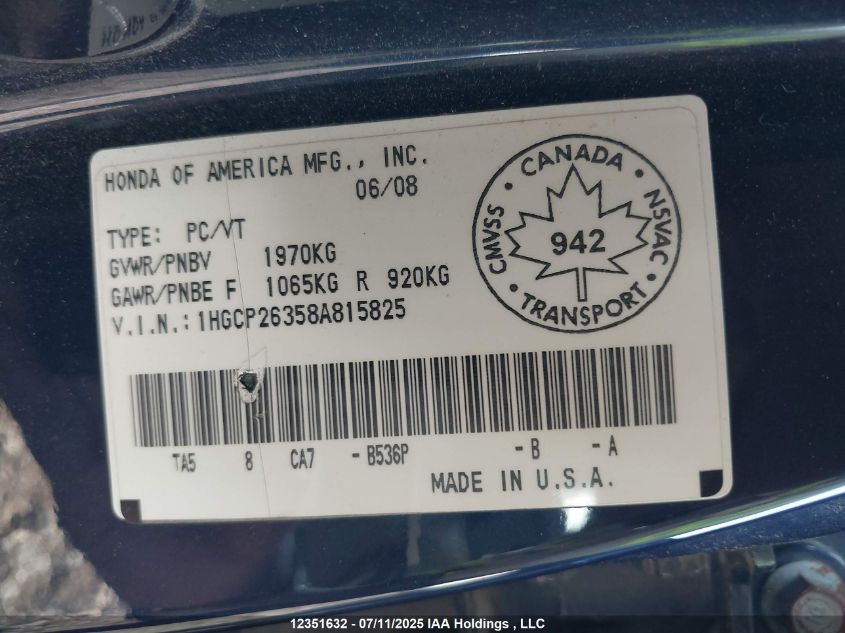 HONDA OF AMERICA MFG., INC.
06/08
TYPE: PC/VT
GVWR/PNBV 1970KG
GAWR/PNBE F 1065KG R 920KG
V.I.N.: 1HGCP26358A815825
CANADA
CMVSS
NSVAC
942
TRANSPORT
TA5 8 CA7 - B536P - B - A
MADE IN U.S.A.
12351632 - 07/11/2025 IAA Holdings , LLC